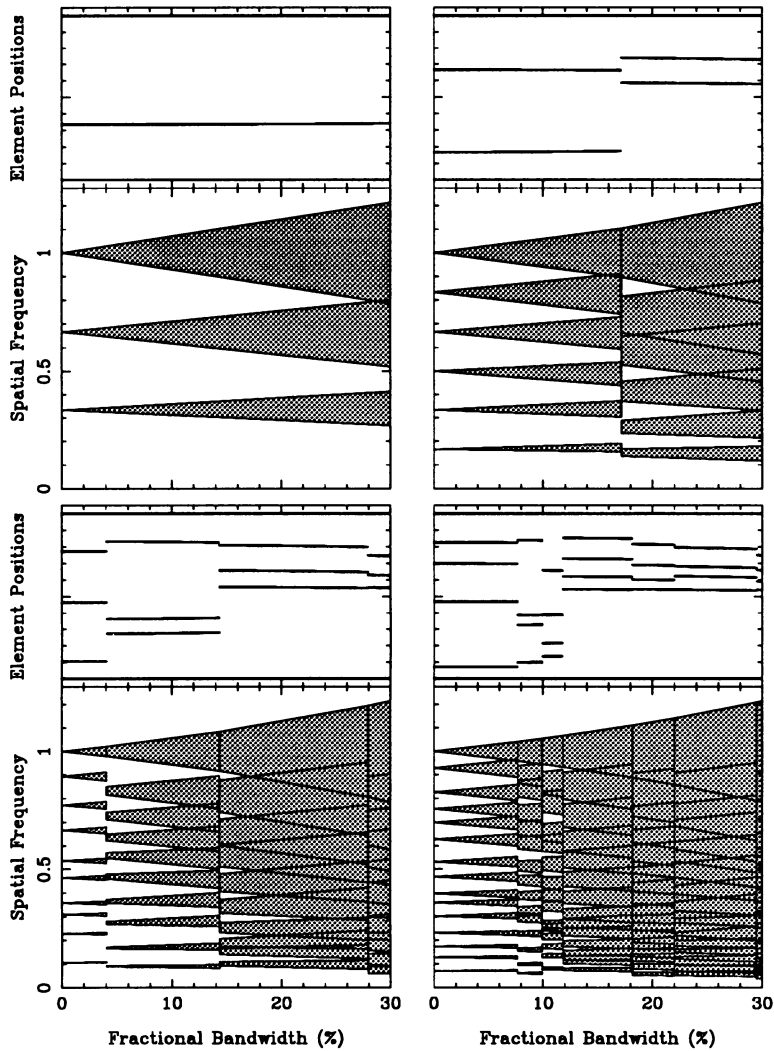 Element Positions
Spatial Frequency
1
0.5
0
Element Positions
Spatial Frequency
1
0.5
0
0
10
20
30
0
10
20
30
Fractional Bandwidth (%)
Fractional Bandwidth (%)